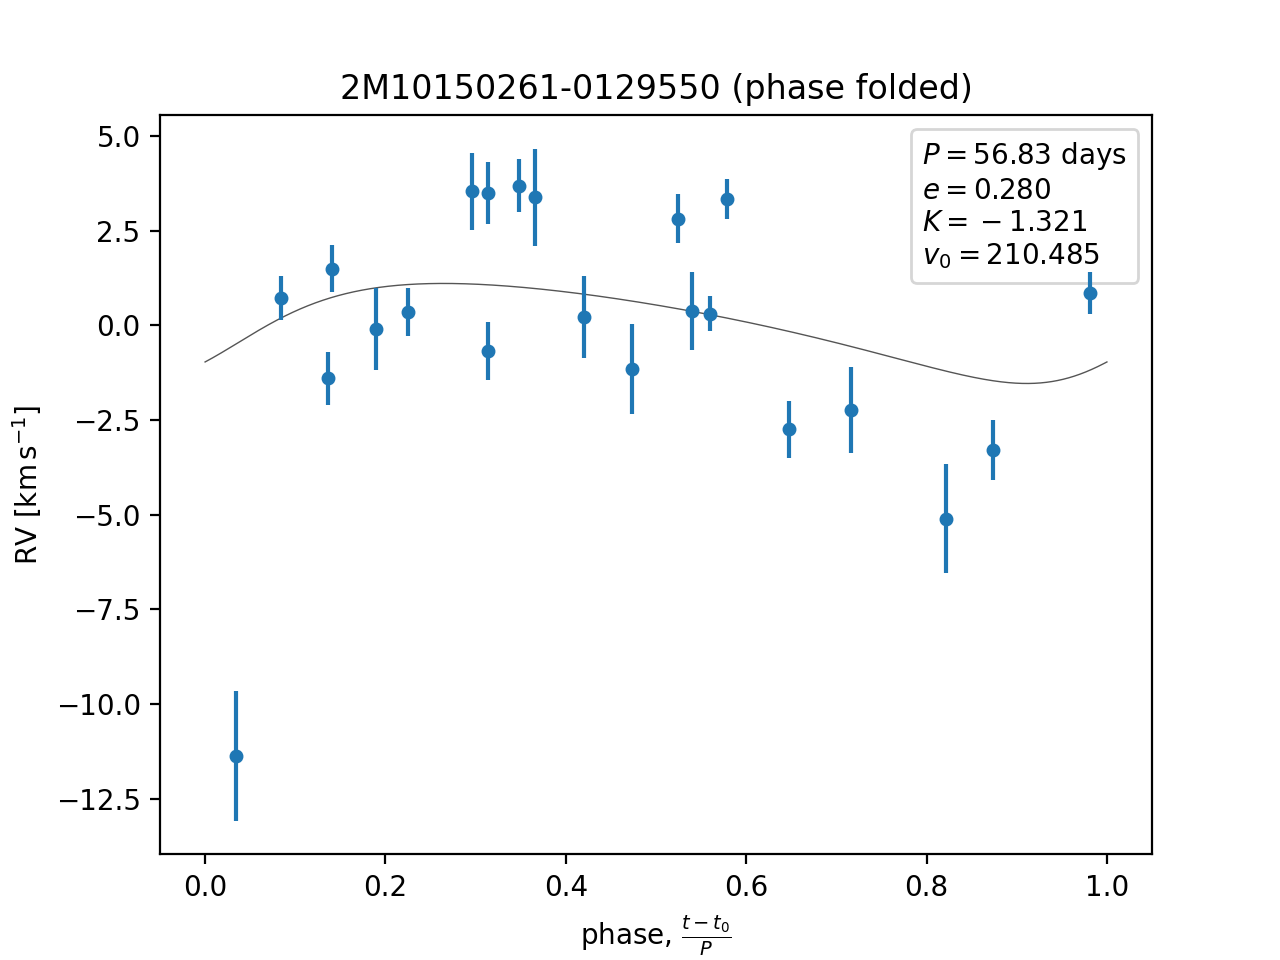 2M10150261-0129550 (phase folded)
P = 56.83 days
e = 0.280
K = −1.321
v₀ = 210.485
5.0
2.5
0.0
−2.5
−5.0
−7.5
−10.0
−12.5
RV [km s⁻¹]
0.0 0.2 0.4 0.6 0.8 1.0
phase, (t − t₀)/P